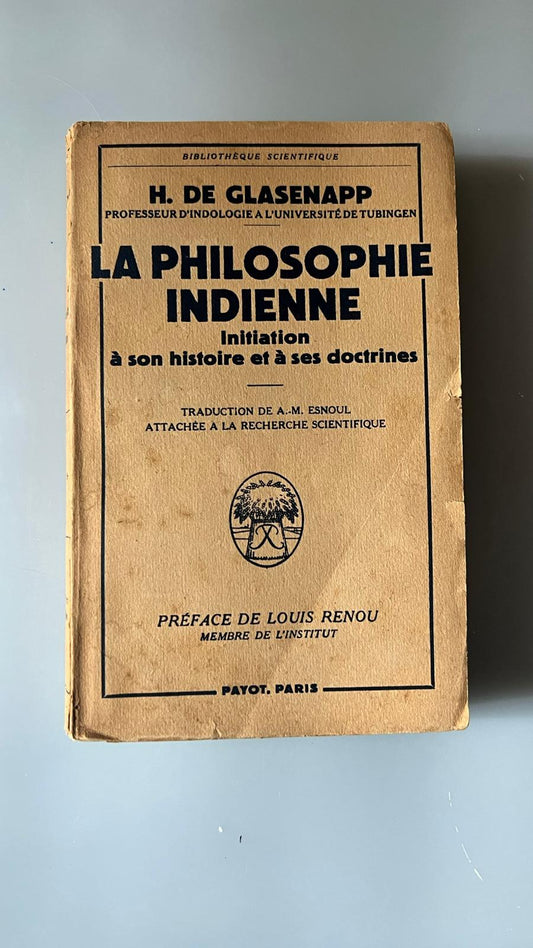 BIBLIOTHÈQUE SCIENTIFIQUE
H. DE GLASENAPP
PROFESSEUR D'INDOLOGIE A L'UNIVERSITÉ DE TUBINGEN
LA PHILOSOPHIE
INDIENNE
Initiation
à son histoire et à ses doctrines
TRADUCTION DE A.-M. ESNOUL
ATTACHÉE À LA RECHERCHE SCIENTIFIQUE
PRÉFACE DE LOUIS RENOU
MEMBRE DE L'INSTITUT
PAYOT, PARIS